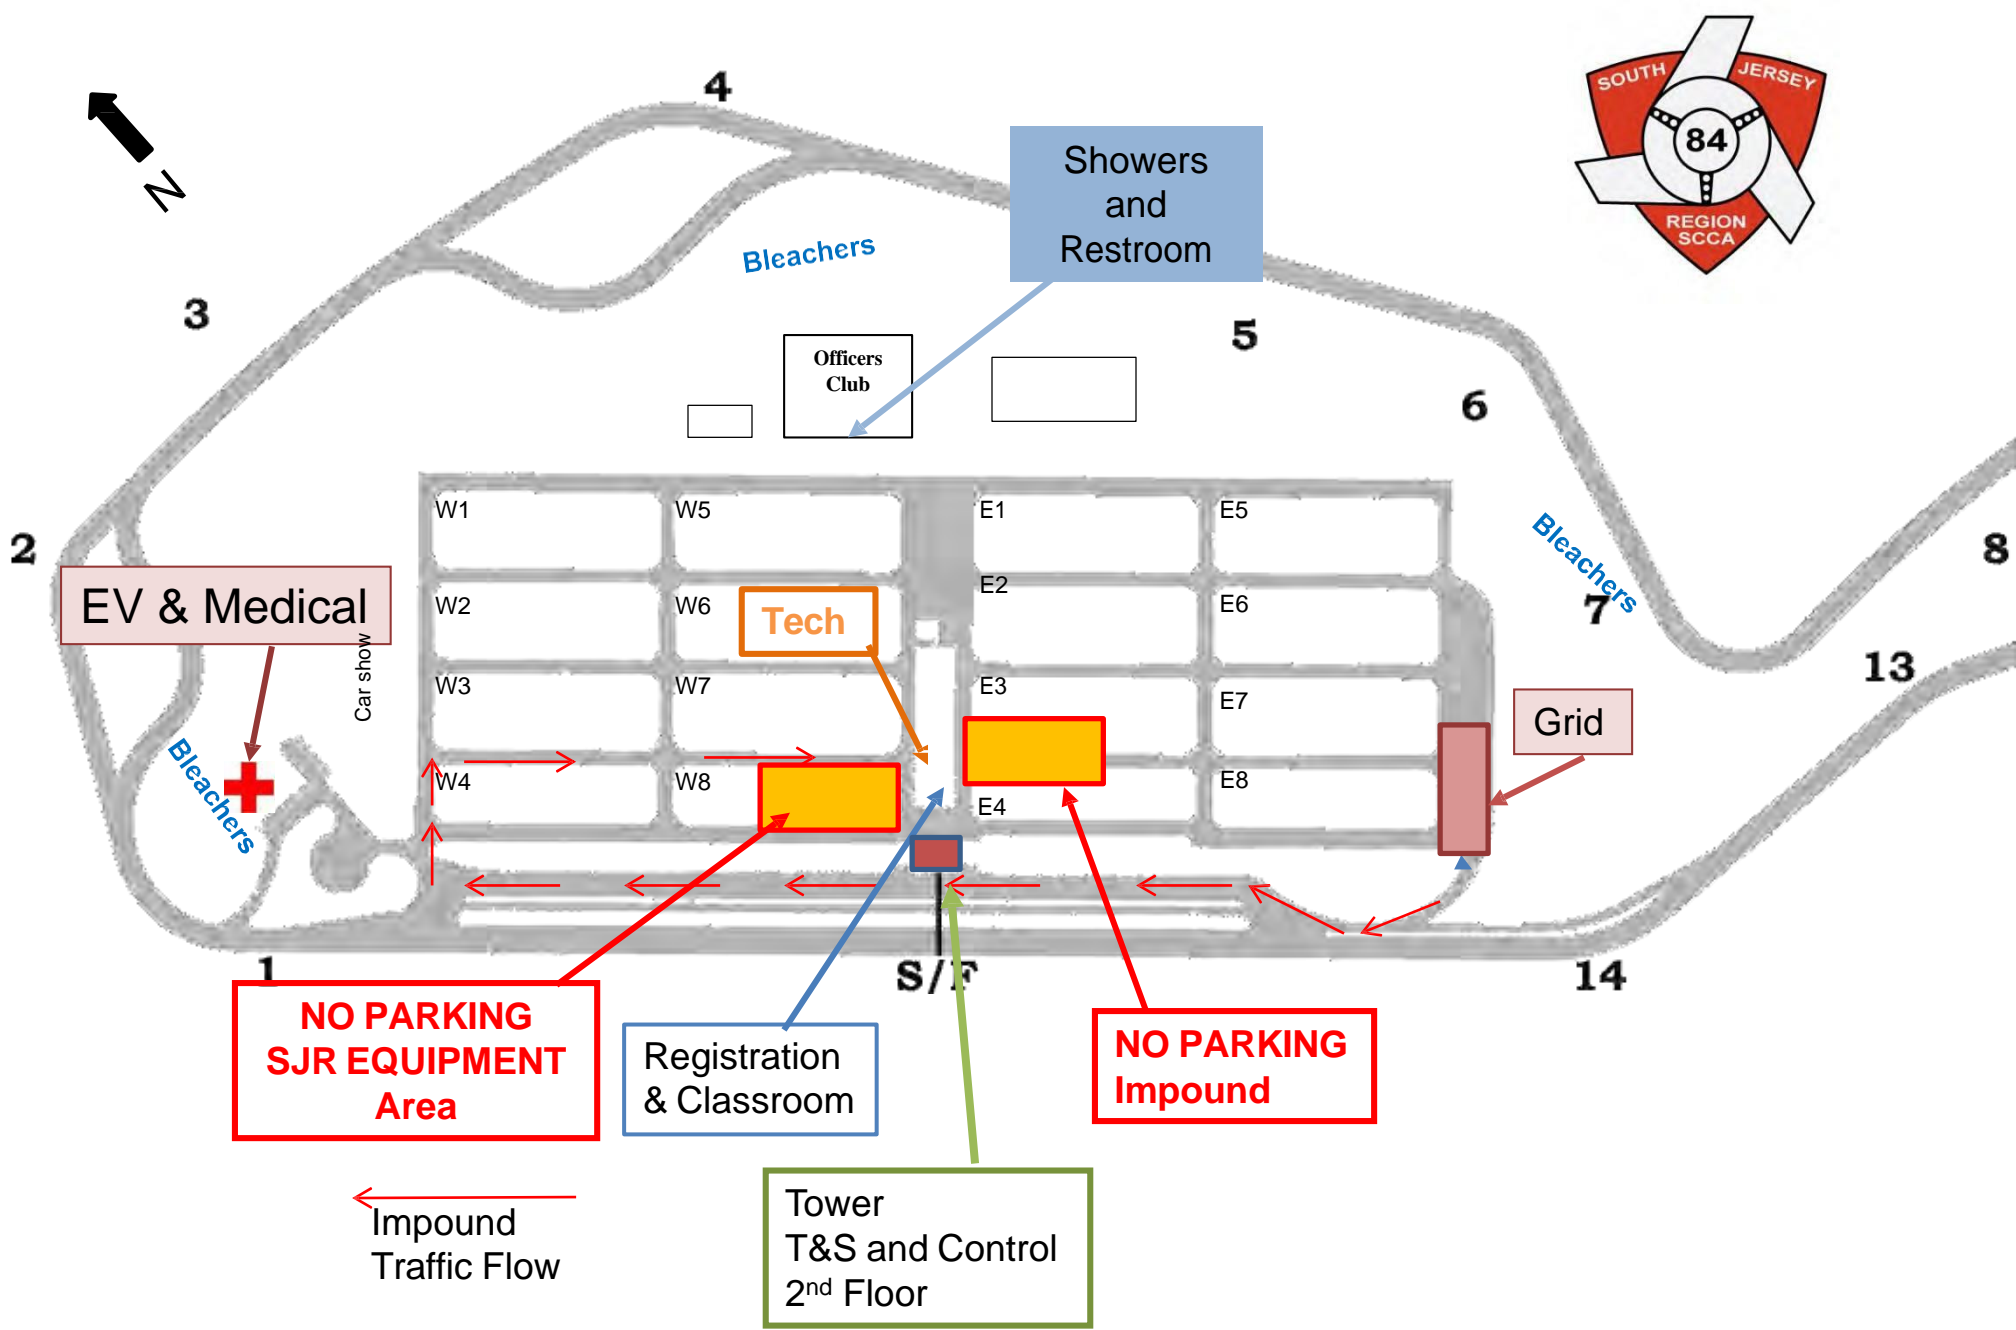 SOUTH JERSEY
84
REGION
SCCA
N
4
Showers
and
Restroom
Bleachers
3
5
Officers
Club
6
2
8
W1
W5
E1
E5
Bleachers
EV & Medical
W2
W6
Tech
E2
E6
7
Car show
13
W3
W7
E3
E7
Grid
Bleachers
W4
W8
E4
E8
1
S/F
14
NO PARKING
SJR EQUIPMENT
Area
Registration
& Classroom
NO PARKING
Impound
Impound
Traffic Flow
Tower
T&S and Control
2nd Floor